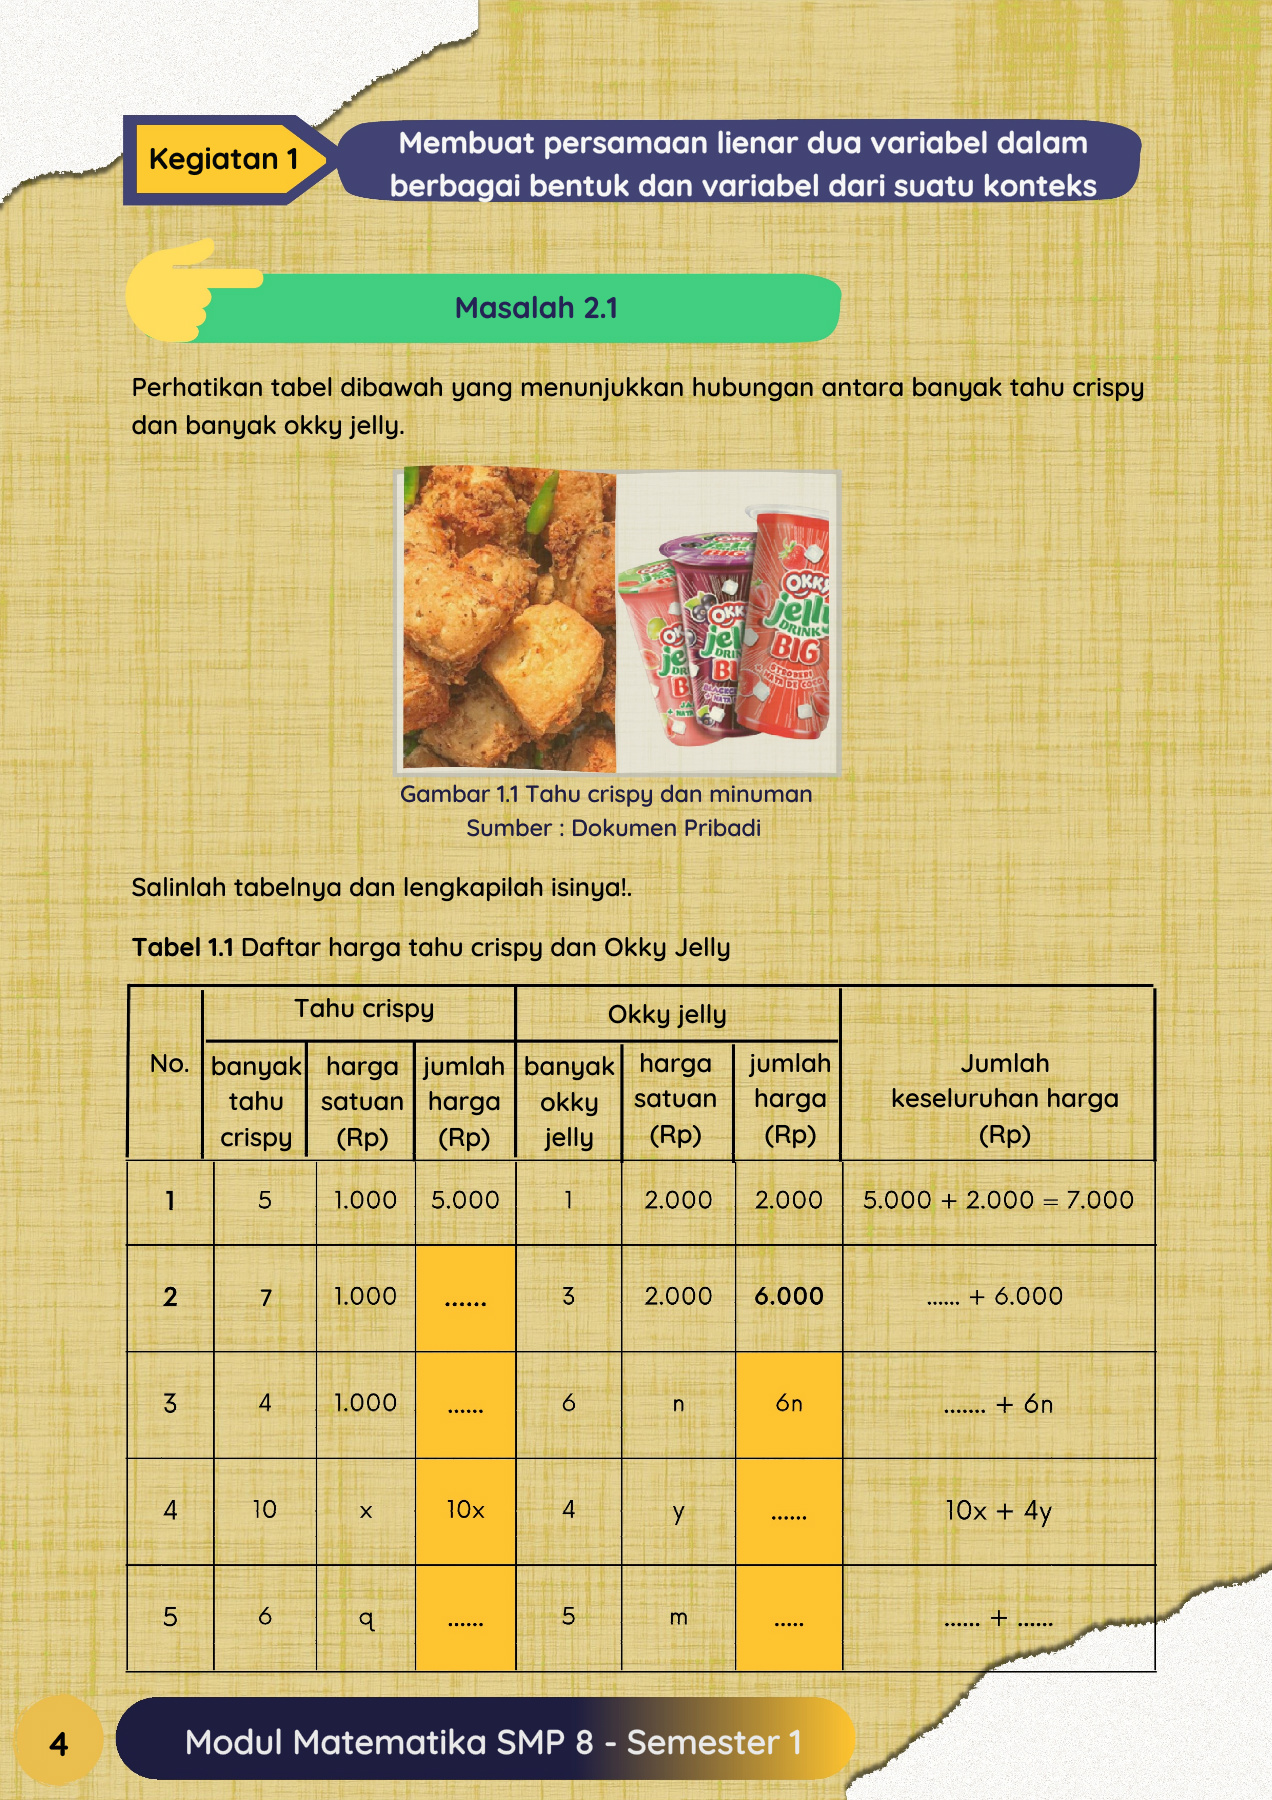 Kegiatan 1
Membuat persamaan lienar dua variabel dalam
berbagai bentuk dan variabel dari suatu konteks
Masalah 2.1
Perhatikan tabel dibawah yang menunjukkan hubungan antara banyak tahu crispy
dan banyak okky jelly.
OKKY
jelly
DRINK
BIG
Gambar 1.1 Tahu crispy dan minuman
Sumber : Dokumen Pribadi
Salinlah tabelnya dan lengkapilah isinya!.
Tabel 1.1 Daftar harga tahu crispy dan Okky Jelly
No. Tahu crispy Okky jelly Jumlah keseluruhan harga (Rp)
banyak tahu crispy harga satuan (Rp) jumlah harga (Rp) banyak okky jelly harga satuan (Rp) jumlah harga (Rp)
1 5 1.000 5.000 1 2.000 2.000 5.000 + 2.000 = 7.000
2 7 1.000 ...... 3 2.000 6.000 ...... + 6.000
3 4 1.000 ...... 6 n 6n ....... + 6n
4 10 x 10x 4 y ...... 10x + 4y
5 6 q ...... 5 m ..... ...... + ......
4
Modul Matematika SMP 8 - Semester 1